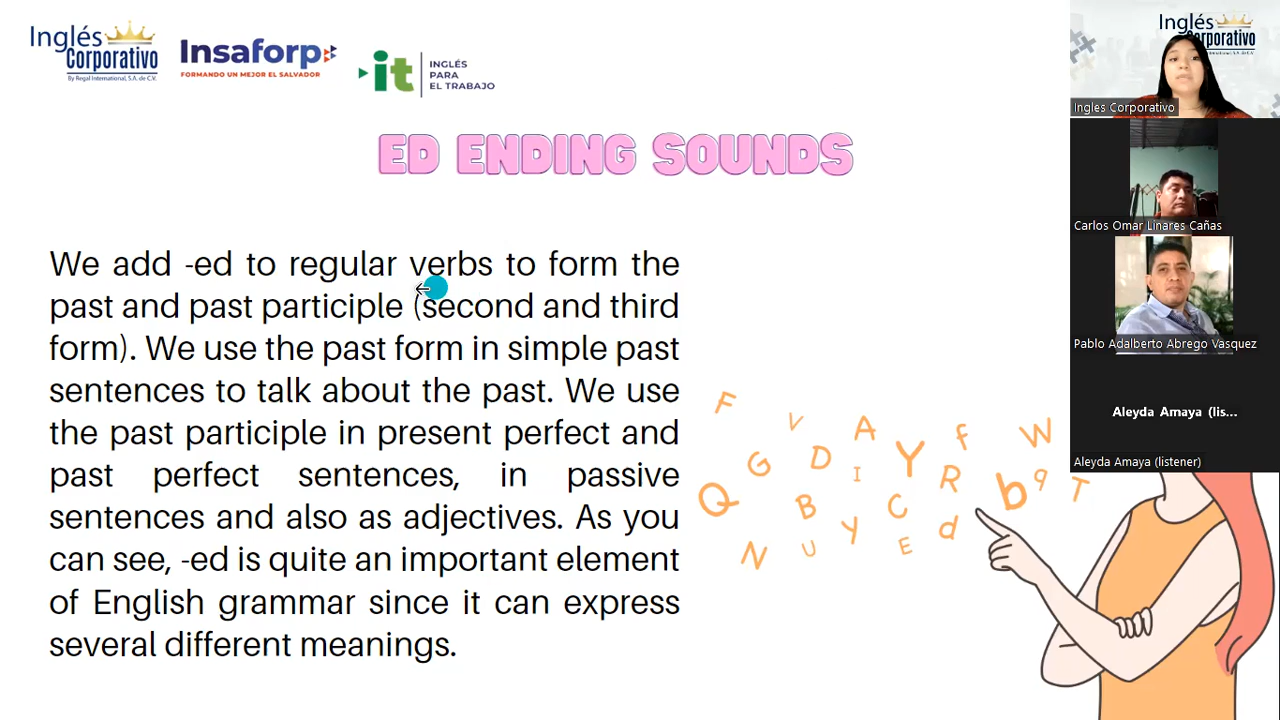 Inglés
Corporativo
By Regal International, S.A. de C.V.
Insaforp
FORMANDO UN MEJOR EL SALVADOR
it
INGLÉS
PARA
EL TRABAJO
ED ENDING SOUNDS
We add -ed to regular verbs to form the
past and past participle (second and third
form). We use the past form in simple past
sentences to talk about the past. We use
the past participle in present perfect and
past perfect sentences, in passive
sentences and also as adjectives. As you
can see, -ed is quite an important element
of English grammar since it can express
several different meanings.
F V A f W
G D I Y R b q T
Q B C
N U y E d
Inglés
Corporativo
Ingles Corporativo
Carlos Omar Linares Cañas
Pablo Adalberto Abrego Vasquez
Aleyda Amaya (lis...
Aleyda Amaya (listener)